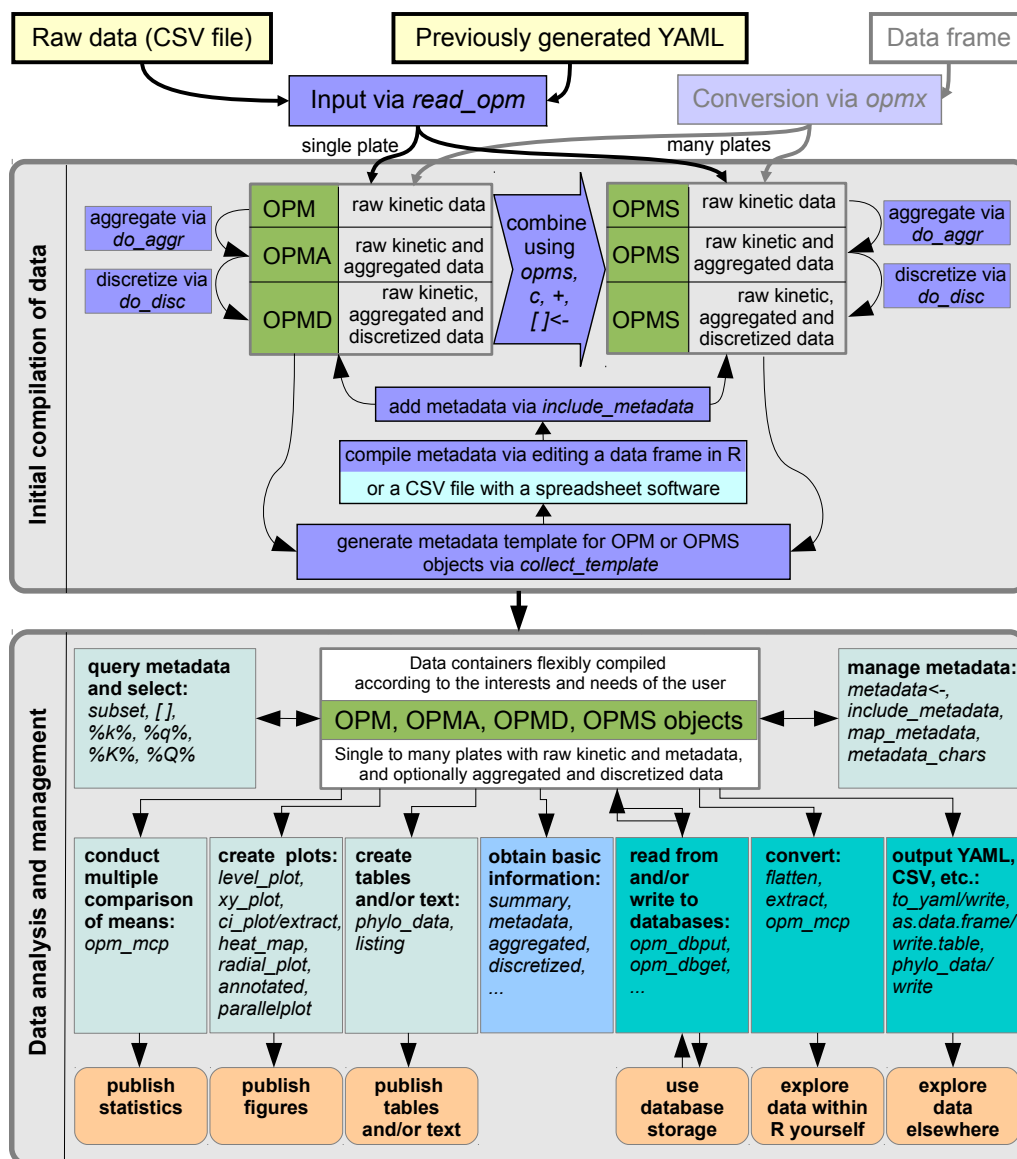 Raw data (CSV file)
Previously generated YAML
Data frame
Input via read_opm
Conversion via opmx
single plate
many plates
Initial compilation of data
aggregate via
do_aggr
discretize via
do_disc
OPM
raw kinetic data
OPMA
raw kinetic and
aggregated data
OPMD
raw kinetic,
aggregated and
discretized data
combine
using
opms,
c, +,
[ ]<-
OPMS
raw kinetic data
OPMS
raw kinetic and
aggregated data
OPMS
raw kinetic,
aggregated and
discretized data
aggregate via
do_aggr
discretize via
do_disc
add metadata via include_metadata
compile metadata via editing a data frame in R
or a CSV file with a spreadsheet software
generate metadata template for OPM or OPMS
objects via collect_template
Data analysis and management
query metadata
and select:
subset, [ ],
%k%, %q%,
%K%, %Q%
Data containers flexibly compiled
according to the interests and needs of the user
OPM, OPMA, OPMD, OPMS objects
Single to many plates with raw kinetic and metadata,
and optionally aggregated and discretized data
manage metadata:
metadata<-,
include_metadata,
map_metadata,
metadata_chars
conduct
multiple
comparison
of means:
opm_mcp
create plots:
level_plot,
xy_plot,
ci_plot/extract,
heat_map,
radial_plot,
annotated,
parallelplot
create
tables
and/or text:
phylo_data,
listing
obtain basic
information:
summary,
metadata,
aggregated,
discretized,
...
read from
and/or
write to
databases:
opm_dbput,
opm_dbget,
...
convert:
flatten,
extract,
opm_mcp
output YAML,
CSV, etc.:
to_yaml/write,
as.data.frame/
write.table,
phylo_data/
write
publish
statistics
publish
figures
publish
tables
and/or text
use
database
storage
explore
data within
R yourself
explore
data
elsewhere